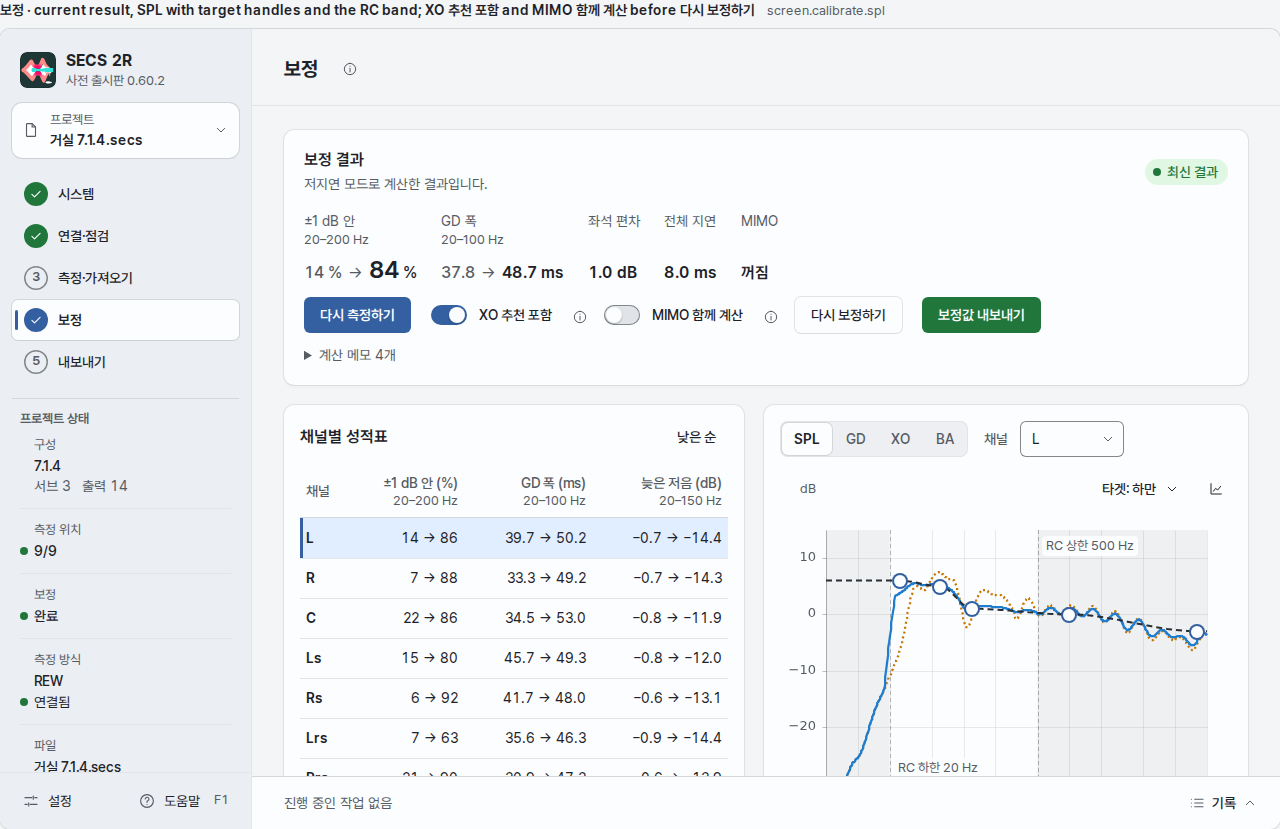 보정 · current result, SPL with target handles and the RC band; XO 추천 포함 and MIMO 함께 계산 before 다시 보정하기 screen.calibrate.spl
SECS 2R
사전 출시판 0.60.2
프로젝트
거실 7.1.4.secs
시스템
연결·점검
3 측정·가져오기
보정
5 내보내기
프로젝트 상태
구성
7.1.4
서브 3 출력 14
측정 위치
9/9
보정
완료
측정 방식
REW
연결됨
파일
거실 7.1.4.secs
설정
도움말 F1
보정
보정 결과
저지연 모드로 계산한 결과입니다.
최신 결과
±1 dB 안 GD 폭 좌석 편차 전체 지연 MIMO
20–200 Hz 20–100 Hz
14 % → 84 % 37.8 → 48.7 ms 1.0 dB 8.0 ms 꺼짐
다시 측정하기 XO 추천 포함 MIMO 함께 계산 다시 보정하기 보정값 내보내기
▶ 계산 메모 4개
채널별 성적표 낮은 순
채널 ±1 dB 안 (%) GD 폭 (ms) 늦은 저음 (dB)
20–200 Hz 20–100 Hz 20–150 Hz
L 14 → 86 39.7 → 50.2 −0.7 → −14.4
R 7 → 88 33.3 → 49.2 −0.7 → −14.3
C 22 → 86 34.5 → 53.0 −0.8 → −11.9
Ls 15 → 80 45.7 → 49.3 −0.8 → −12.0
Rs 6 → 92 41.7 → 48.0 −0.6 → −13.1
Lrs 7 → 63 35.6 → 46.3 −0.9 → −14.4
SPL GD XO BA 채널 L
dB 타겟: 하만
RC 상한 500 Hz
10
0
−10
−20
RC 하한 20 Hz
진행 중인 작업 없음
기록